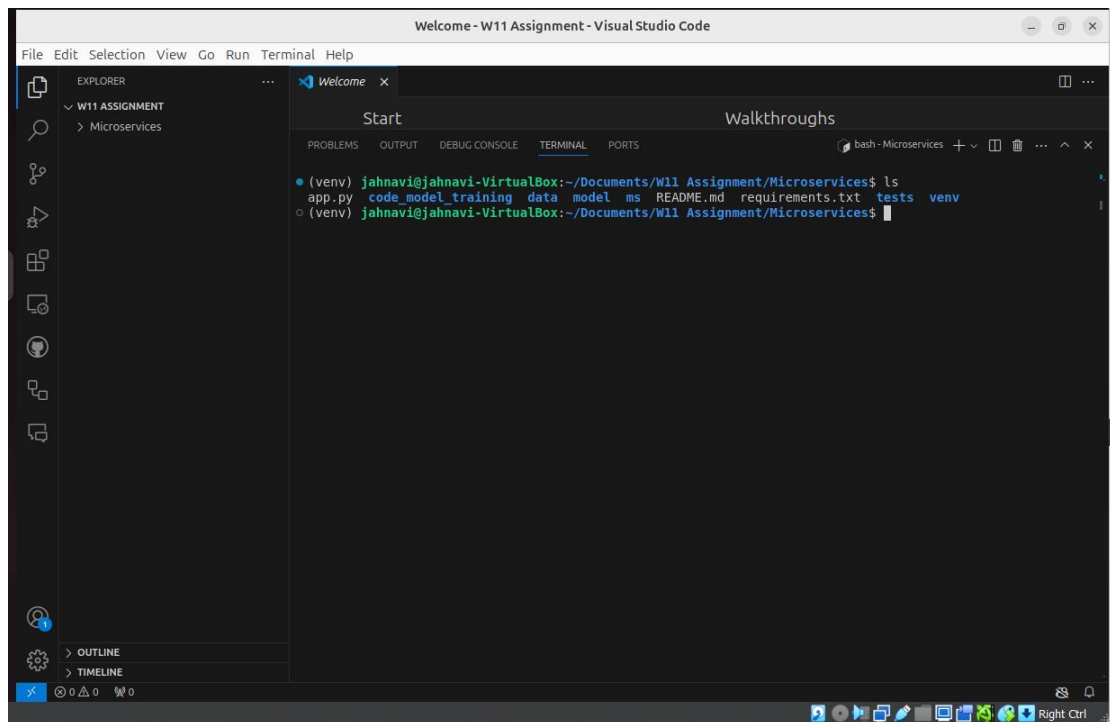 Welcome - W11 Assignment - Visual Studio Code
File Edit Selection View Go Run Terminal Help
EXPLORER
W11 ASSIGNMENT
Microservices
OUTLINE
TIMELINE
Welcome
Start Walkthroughs
PROBLEMS OUTPUT DEBUG CONSOLE TERMINAL PORTS bash - Microservices
(venv) jahnavi@jahnavi-VirtualBox:~/Documents/W11 Assignment/Microservices$ ls
app.py code_model_training data model ms README.md requirements.txt tests venv
(venv) jahnavi@jahnavi-VirtualBox:~/Documents/W11 Assignment/Microservices$
1
0 0 0
Right Ctrl